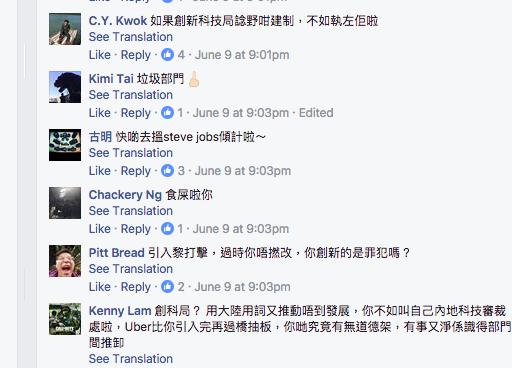 C.Y. Kwok 如果創新科技局諗野咁建制，不如執左佢啦
See Translation
Like · Reply · 4 · June 9 at 9:01pm
Kimi Tai 垃圾部門🖕🏻
See Translation
Like · Reply · 1 · June 9 at 9:03pm · Edited
古明 快啲去搵steve jobs傾計啦～
See Translation
Like · Reply · 3 · June 9 at 9:03pm
Chackery Ng 食屎啦你
See Translation
Like · Reply · 1 · June 9 at 9:03pm
Pitt Bread 引入黎打擊，過時你唔撚改，你創新的是罪犯嗎？
See Translation
Like · Reply · 2 · June 9 at 9:03pm
Kenny Lam 創科局？ 用大陸用詞又推動唔到發展，你不如叫自己內地科技審裁
處啦，Uber比你引入完再過橋抽板，你哋究竟有無道德架，有事又淨係識得部門
間推卸
See Translation